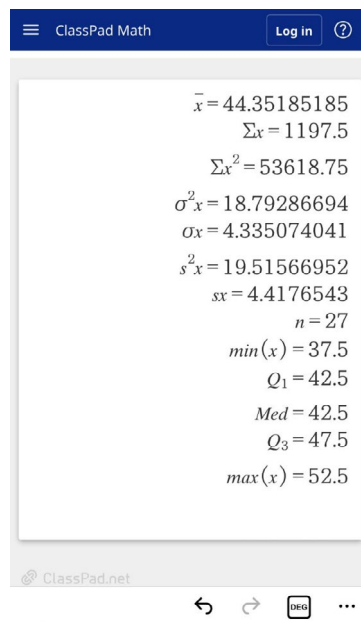 ClassPad Math
Log in
?
x̄ = 44.35185185
Σx = 1197.5
Σx² = 53618.75
σ²x = 18.79286694
σx = 4.335074041
s²x = 19.51566952
sx = 4.4176543
n = 27
min(x) = 37.5
Q₁ = 42.5
Med = 42.5
Q₃ = 47.5
max(x) = 52.5
ClassPad.net
DEG